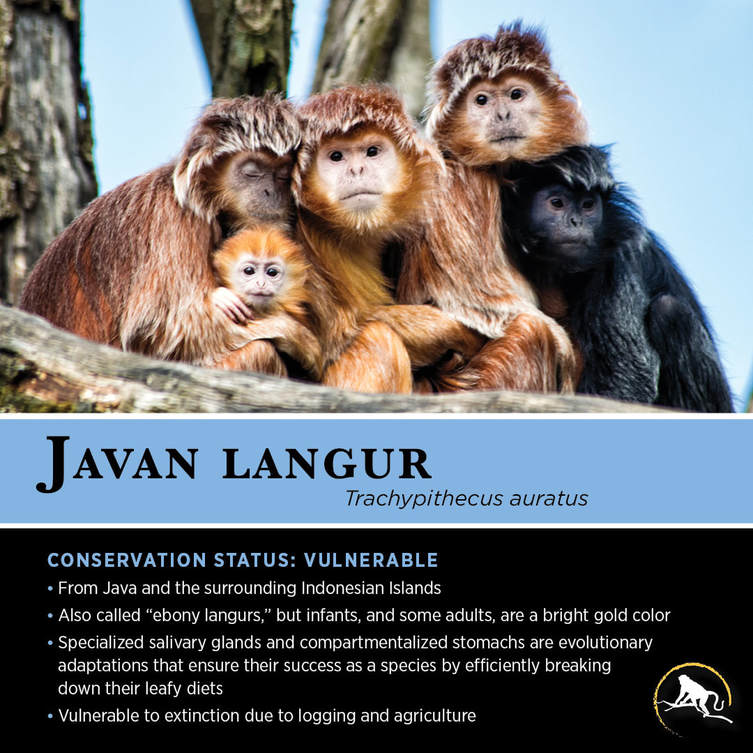 Javan langur
Trachypithecus auratus
CONSERVATION STATUS: VULNERABLE
• From Java and the surrounding Indonesian Islands
• Also called “ebony langurs,” but infants, and some adults, are a bright gold color
• Specialized salivary glands and compartmentalized stomachs are evolutionary
adaptations that ensure their success as a species by efficiently breaking
down their leafy diets
• Vulnerable to extinction due to logging and agriculture